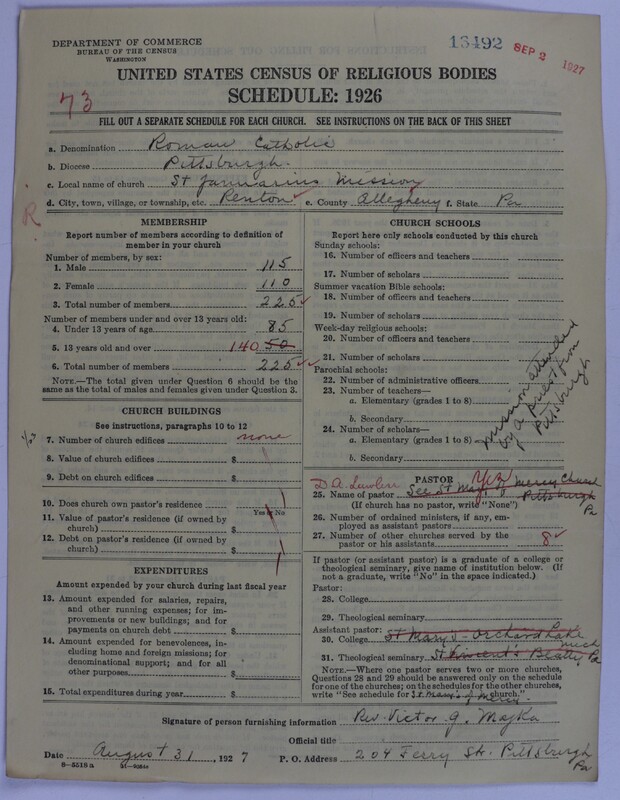 DEPARTMENT OF COMMERCE
BUREAU OF THE CENSUS
WASHINGTON
13492 SEP 2 1927
UNITED STATES CENSUS OF RELIGIOUS BODIES
SCHEDULE: 1926
73
FILL OUT A SEPARATE SCHEDULE FOR EACH CHURCH. SEE INSTRUCTIONS ON THE BACK OF THIS SHEET
a. Denomination Roman Catholic
b. Diocese Pittsburgh.
c. Local name of church St Januarius Mission
d. City, town, village, or township, etc. Renton e. County Allegheny f. State Pa
R
MEMBERSHIP
Report number of members according to definition of
member in your church
Number of members, by sex:
1. Male 115
2. Female 110
3. Total number of members 225
Number of members under and over 13 years old:
4. Under 13 years of age 85
5. 13 years old and over 140 50
6. Total number of members 225
NOTE.—The total given under Question 6 should be
the same as the total of males and females given under Question 3.
CHURCH BUILDINGS
See instructions, paragraphs 10 to 12
7. Number of church edifices none
8. Value of church edifices $
9. Debt on church edifices $
10. Does church own pastor's residence Yes or No
11. Value of pastor's residence (if owned by
church) $
12. Debt on pastor's residence (if owned by
church) $
EXPENDITURES
Amount expended by your church during last fiscal year
13. Amount expended for salaries, repairs,
and other running expenses; for im-
provements or new buildings; and for
payments on church debt $
14. Amount expended for benevolences, in-
cluding home and foreign missions; for
denominational support; and for all
other purposes $
15. Total expenditures during year $
CHURCH SCHOOLS
Report here only schools conducted by this church
Sunday schools:
16. Number of officers and teachers
17. Number of scholars
Summer vacation Bible schools:
18. Number of officers and teachers
19. Number of scholars
Week-day religious schools:
20. Number of officers and teachers
21. Number of scholars
Parochial schools:
22. Number of administrative officers
23. Number of teachers—
a. Elementary (grades 1 to 8)
b. Secondary
24. Number of scholars—
a. Elementary (grades 1 to 8)
b. Secondary
mission attended
by a priest from
Pittsburgh
PASTOR Yes
D. A. Lawler
25. Name of pastor See St Mary of Mercy Church
Pittsburgh Pa
(If church has no pastor, write "None")
26. Number of ordained ministers, if any, em-
ployed as assistant pastors
27. Number of other churches served by the
pastor or his assistants 8
If pastor (or assistant pastor) is a graduate of a college or
theological seminary, give name of institution below. (If
not a graduate, write "No" in the space indicated.)
Pastor:
28. College
29. Theological seminary
Assistant pastor:
30. College St Mary's - Orchard Lake
Mich
31. Theological seminary St Vincent's Beatty Pa
NOTE.—Where one pastor serves two or more churches,
Questions 28 and 29 should be answered only on the schedule
for one of the churches; on the schedules for the other churches,
write "See schedule for St. Mary's of Mercy church."
Signature of person furnishing information Rev. Victor J. Majka
Official title
Date August 31, 1927 P. O. Address 204 Ferry St. Pittsburgh
Pa
8—5518 a